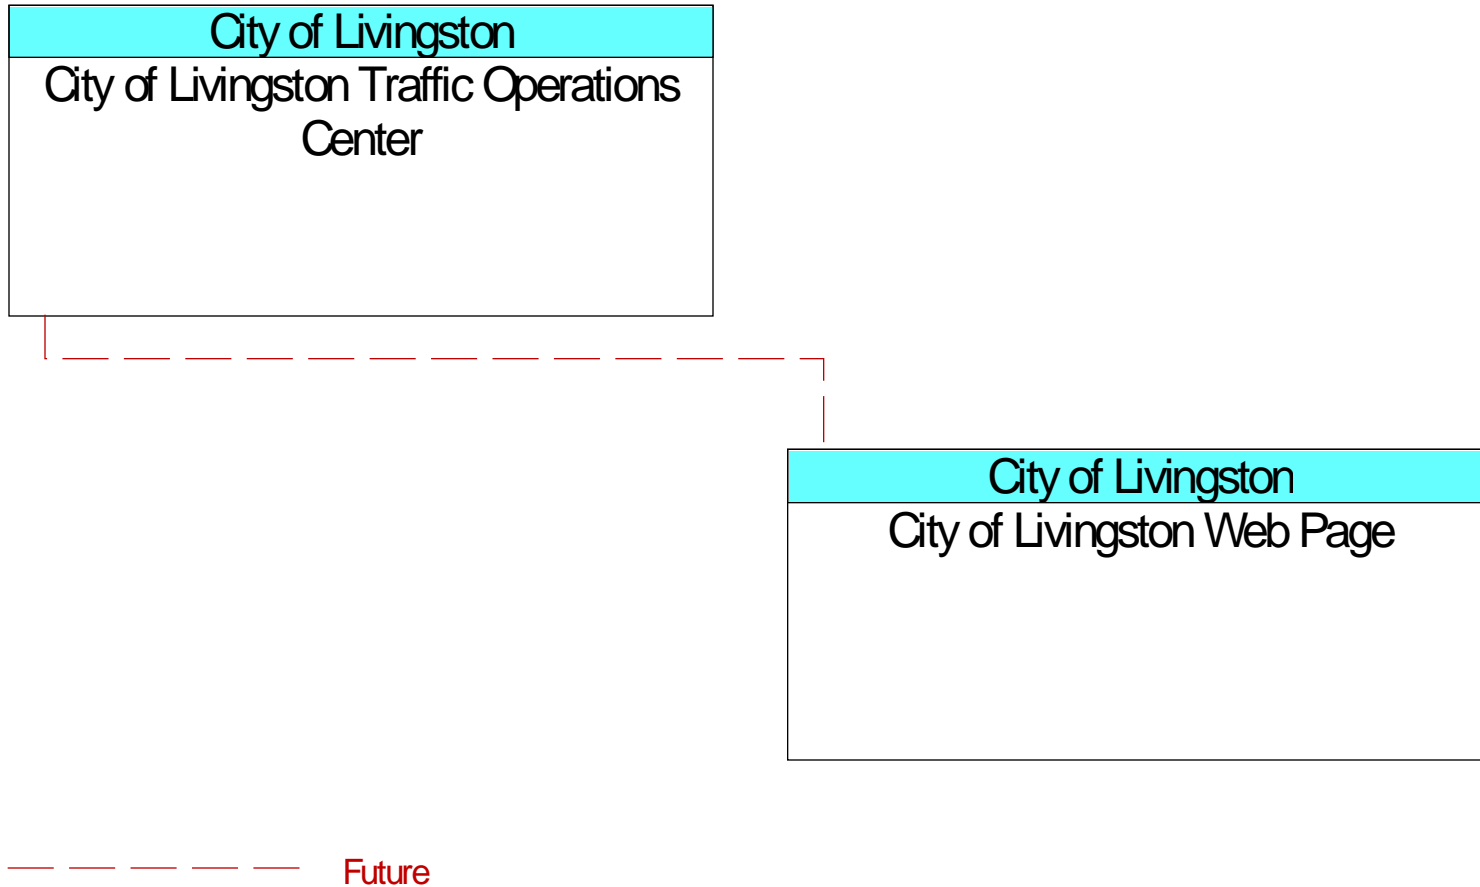 City of Livingston
City of Livingston Traffic Operations
Center
City of Livingston
City of Livingston Web Page
Future